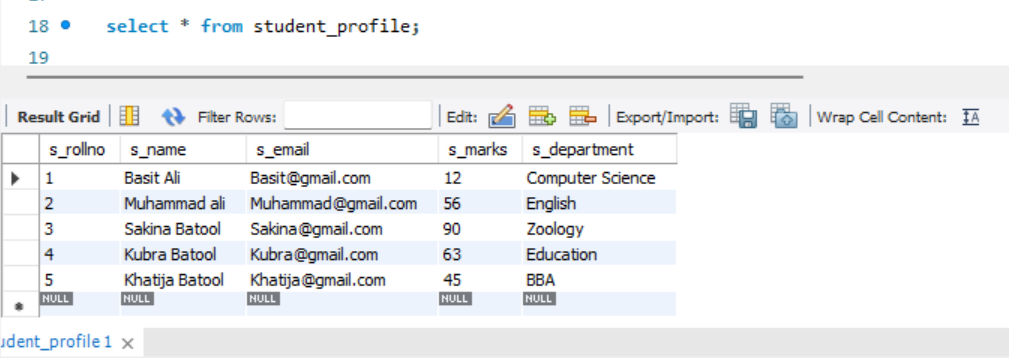 18 select * from student_profile;
19
Result Grid Filter Rows: Edit: Export/Import: Wrap Cell Content: IA
s_rollno s_name s_email s_marks s_department
1 Basit Ali Basit@gmail.com 12 Computer Science
2 Muhammad ali Muhammad@gmail.com 56 English
3 Sakina Batool Sakina@gmail.com 90 Zoology
4 Kubra Batool Kubra@gmail.com 63 Education
5 Khatija Batool Khatija@gmail.com 45 BBA
NULL NULL NULL NULL NULL
udent_profile 1 ×